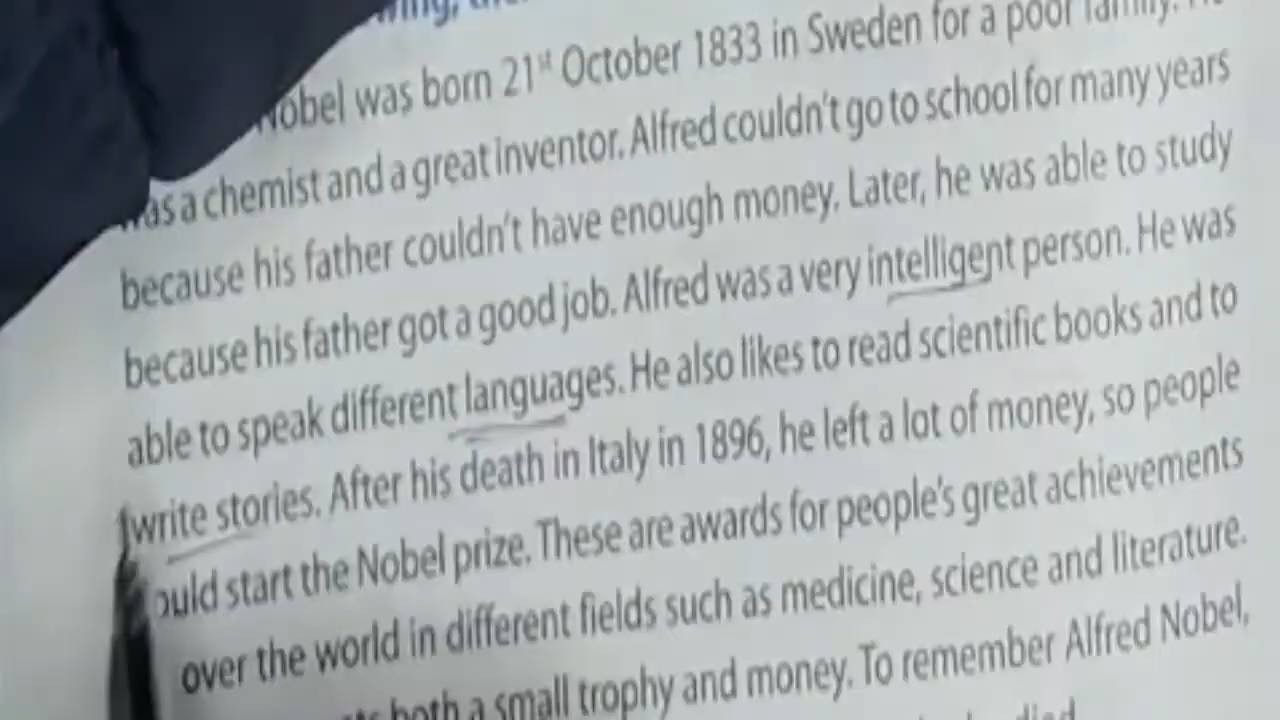 Nobel was born 21st October 1833 in Sweden for a poor family. He
was a chemist and a great inventor. Alfred couldn't go to school for many years
because his father couldn't have enough money. Later, he was able to study
because his father got a good job. Alfred was a very intelligent person. He was
able to speak different languages. He also likes to read scientific books and to
write stories. After his death in Italy in 1896, he left a lot of money, so people
ould start the Nobel prize. These are awards for people's great achievements
over the world in different fields such as medicine, science and literature.
both a small trophy and money. To remember Alfred Nobel,
died